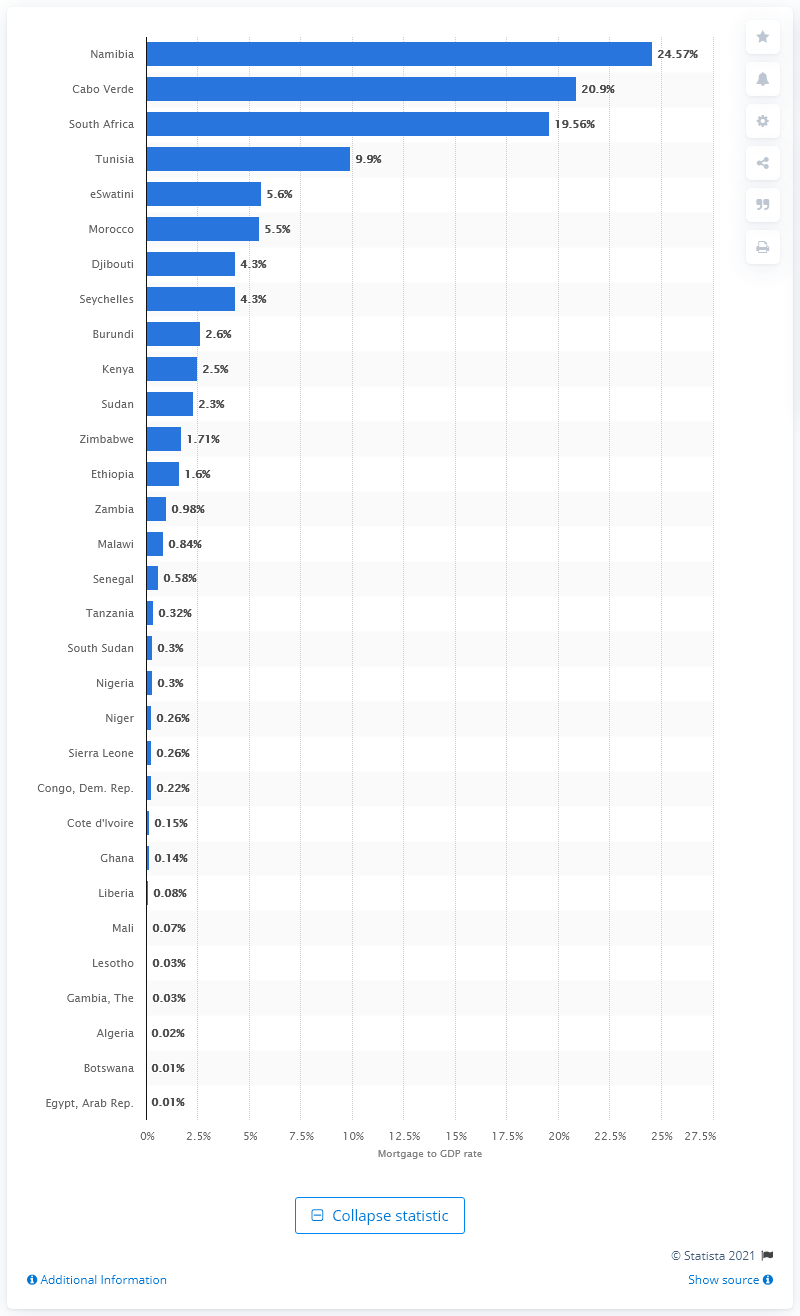 Namibia 24.57%
Cabo Verde 20.9%
South Africa 19.56%
Tunisia 9.9%
eSwatini 5.6%
Morocco 5.5%
Djibouti 4.3%
Seychelles 4.3%
Burundi 2.6%
Kenya 2.5%
Sudan 2.3%
Zimbabwe 1.71%
Ethiopia 1.6%
Zambia 0.98%
Malawi 0.84%
Senegal 0.58%
Tanzania 0.32%
South Sudan 0.3%
Nigeria 0.3%
Niger 0.26%
Sierra Leone 0.26%
Congo, Dem. Rep. 0.22%
Cote d'Ivoire 0.15%
Ghana 0.14%
Liberia 0.08%
Mali 0.07%
Lesotho 0.03%
Gambia, The 0.03%
Algeria 0.02%
Botswana 0.01%
Egypt, Arab Rep. 0.01%
0% 2.5% 5% 7.5% 10% 12.5% 15% 17.5% 20% 22.5% 25% 27.5%
Mortgage to GDP rate
Collapse statistic
© Statista 2021
Additional Information Show source